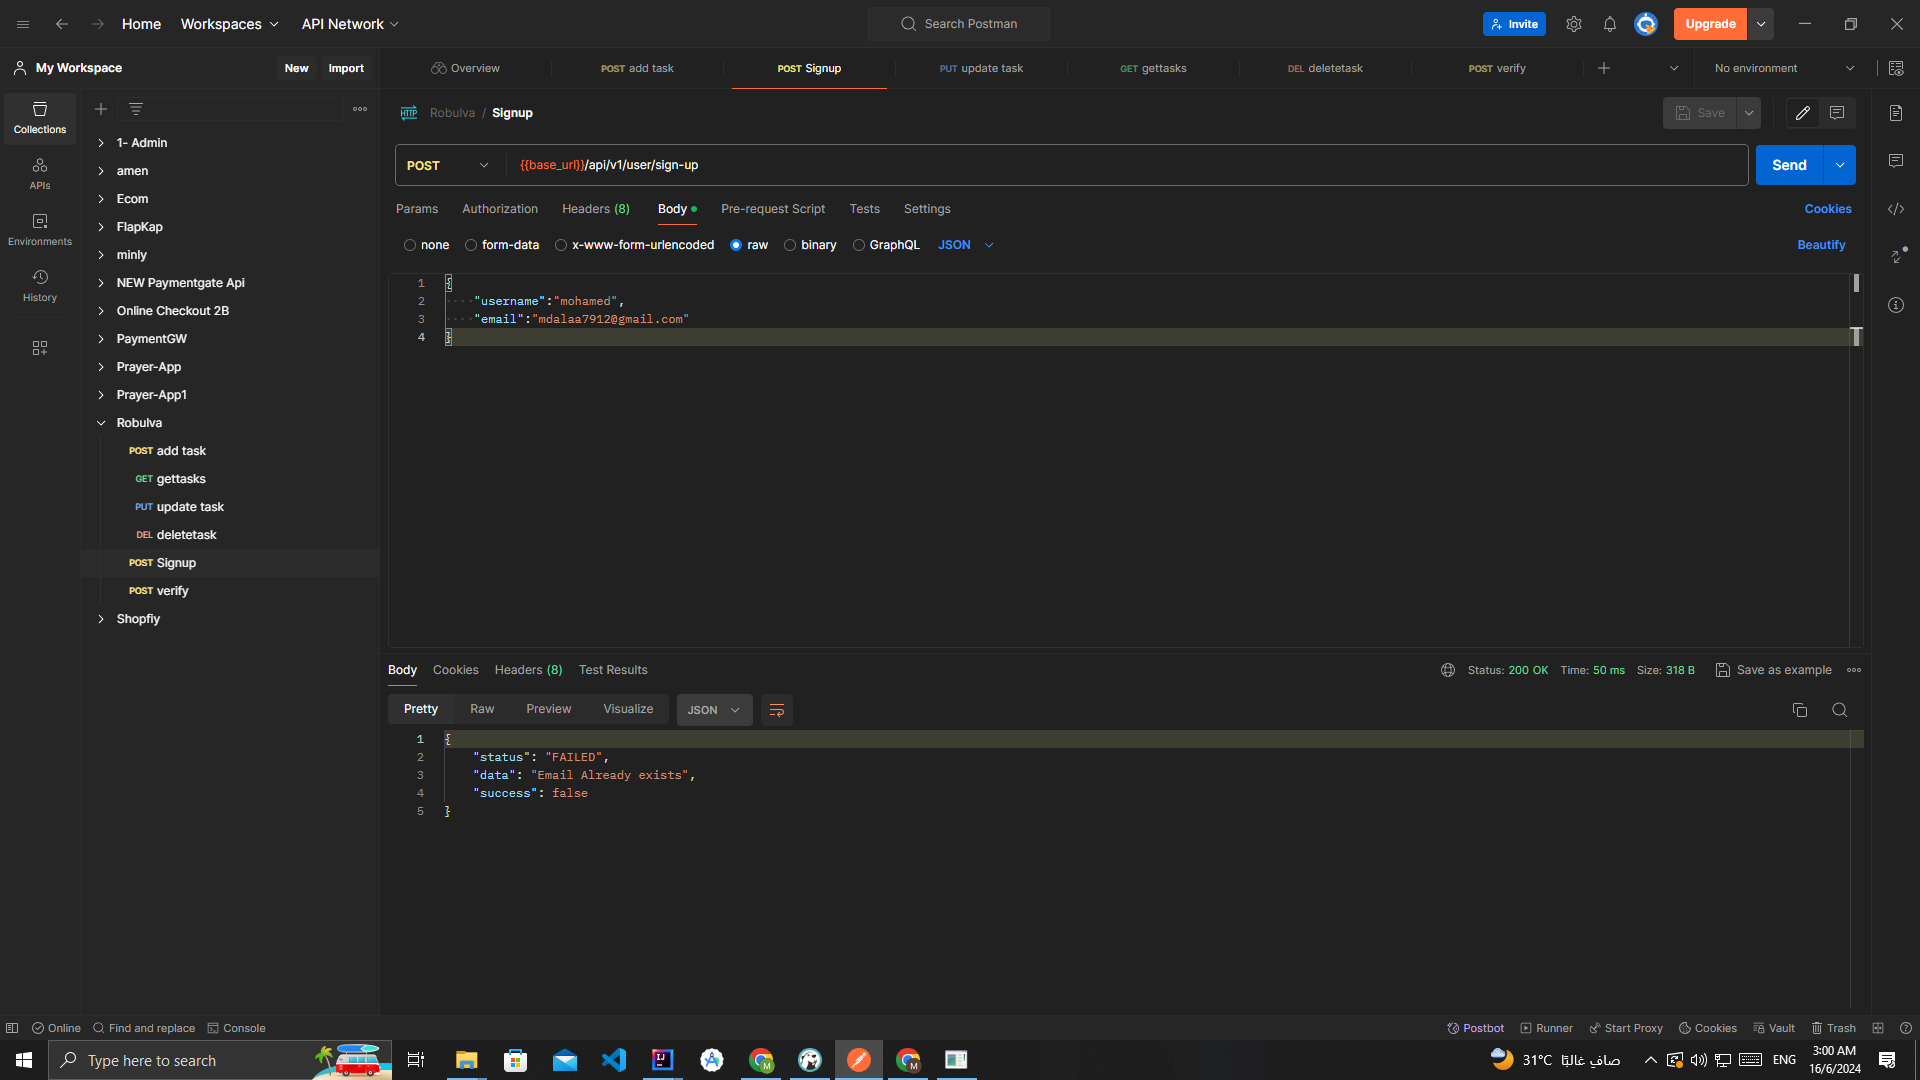 Home Workspaces API Network Search Postman Invite Upgrade
My Workspace New Import Overview POST add task POST Signup PUT update task GET gettasks DEL deletetask POST verify No environment
Collections
APIs
Environments
History
1- Admin
amen
Ecom
FlapKap
minly
NEW Paymentgate Api
Online Checkout 2B
PaymentGW
Prayer-App
Prayer-App1
Robulva
POST add task
GET gettasks
PUT update task
DEL deletetask
POST Signup
POST verify
Shopfiy
HTTP Robulva / Signup Save
POST {{base_url}}/api/v1/user/sign-up Send
Params Authorization Headers (8) Body Pre-request Script Tests Settings Cookies
none form-data x-www-form-urlencoded raw binary GraphQL JSON Beautify
1 {
2 "username":"mohamed",
3 "email":"mdalaa7912@gmail.com"
4 }
Body Cookies Headers (8) Test Results Status: 200 OK Time: 50 ms Size: 318 B Save as example
Pretty Raw Preview Visualize JSON
1 {
2 "status": "FAILED",
3 "data": "Email Already exists",
4 "success": false
5 }
Online Find and replace Console Postbot Runner Start Proxy Cookies Vault Trash
Type here to search 31°C صافٍ غالبًا ENG 3:00 AM
16/6/2024